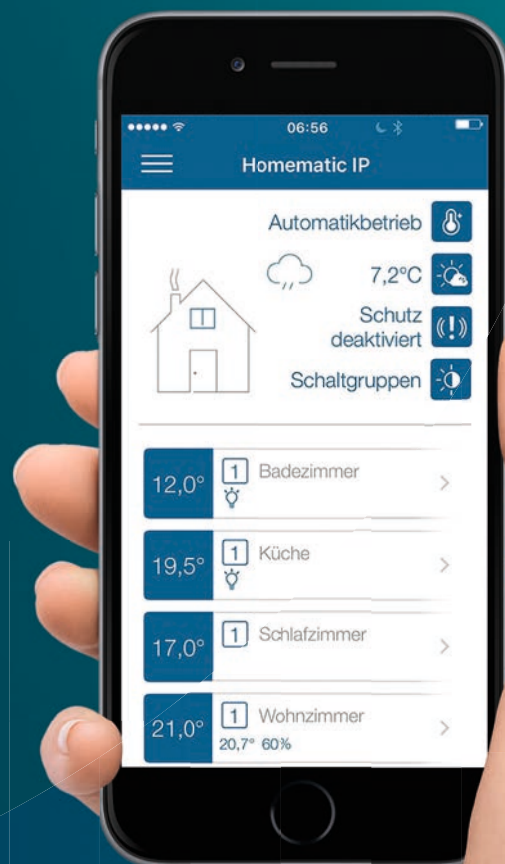 06:56
Homematic IP
Automatikbetrieb
7,2°C
Schutz
deaktiviert
Schaltgruppen
12,0° 1 Badezimmer
19,5° 1 Küche
17,0° 1 Schlafzimmer
21,0° 1 Wohnzimmer
20,7° 60%